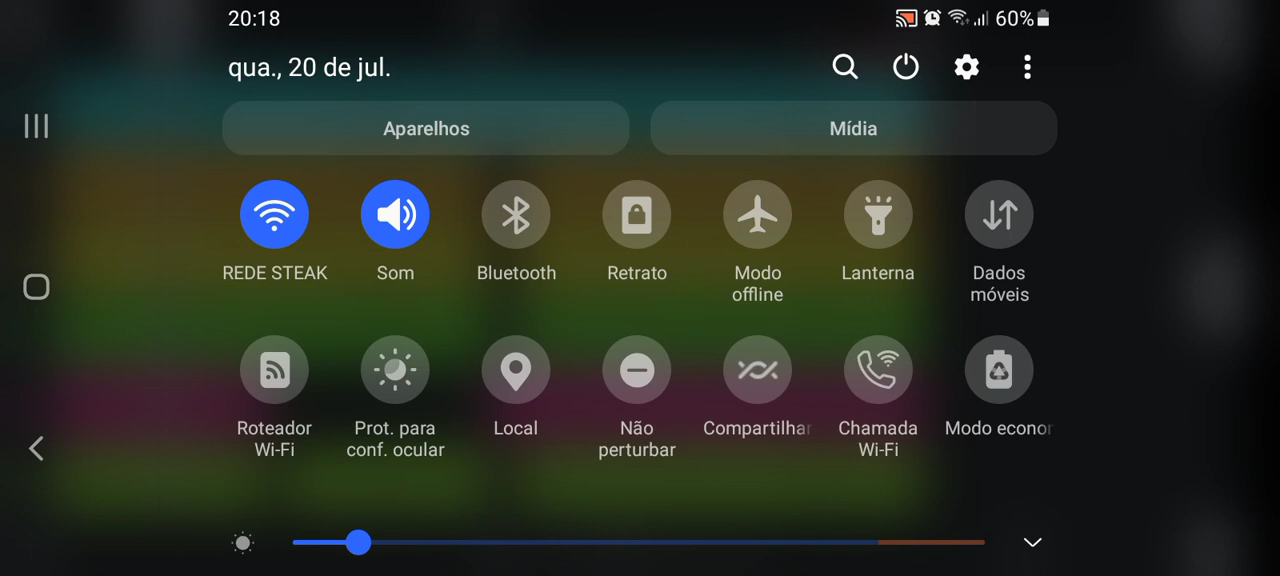 20:18
60%
qua., 20 de jul.
Aparelhos
Mídia
REDE STEAK
Som
Bluetooth
Retrato
Modo
offline
Lanterna
Dados
móveis
Roteador
Wi-Fi
Prot. para
conf. ocular
Local
Não
perturbar
Compartilhar
Chamada
Wi-Fi
Modo econor